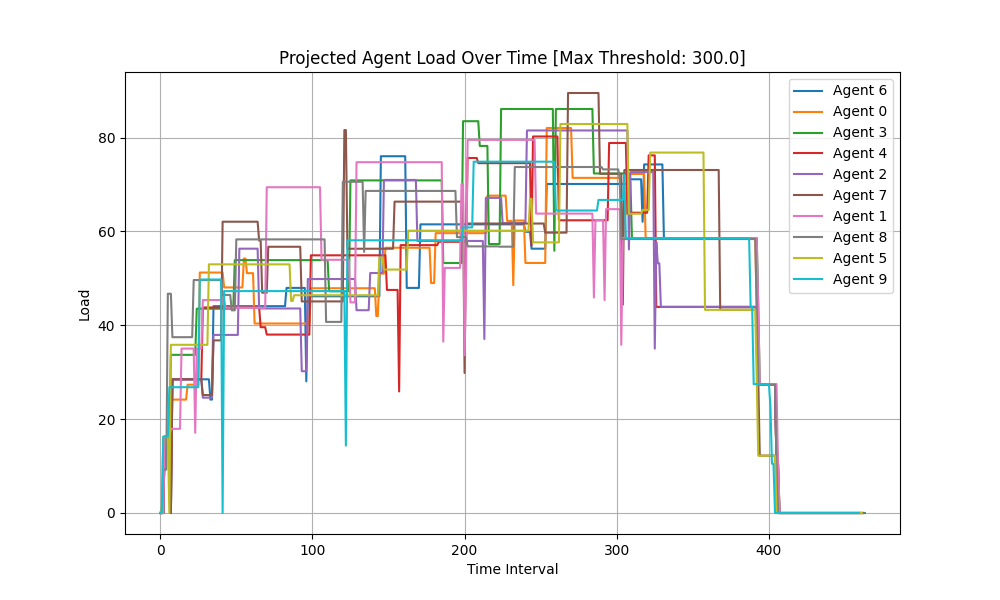 Projected Agent Load Over Time [Max Threshold: 300.0]
Load
80
60
40
20
0
0 100 200 300 400
Time Interval
Agent 6
Agent 0
Agent 3
Agent 4
Agent 2
Agent 7
Agent 1
Agent 8
Agent 5
Agent 9